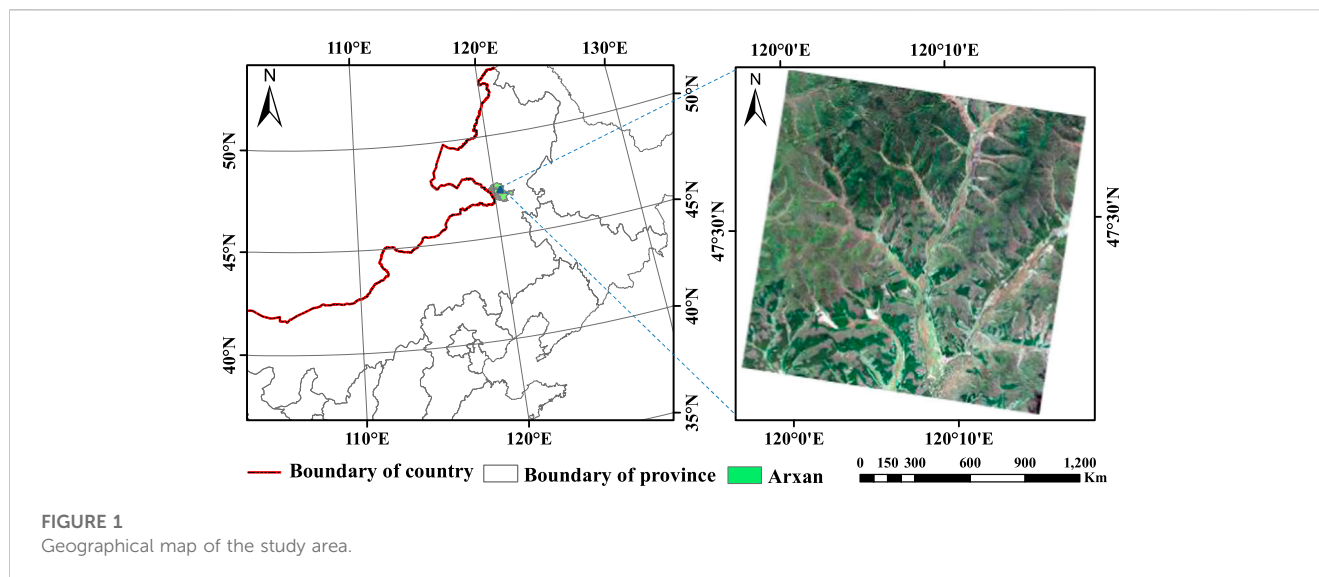 110°E
120°E
130°E
120°0'E
120°10'E
N
N
50°N
50°N
45°N
45°N
40°N
40°N
35°N
47°30'N
47°30'N
110°E
120°E
120°0'E
120°10'E
Boundary of country
Boundary of province
Arxan
0 150 300 600 900 1,200
Km
FIGURE 1
Geographical map of the study area.